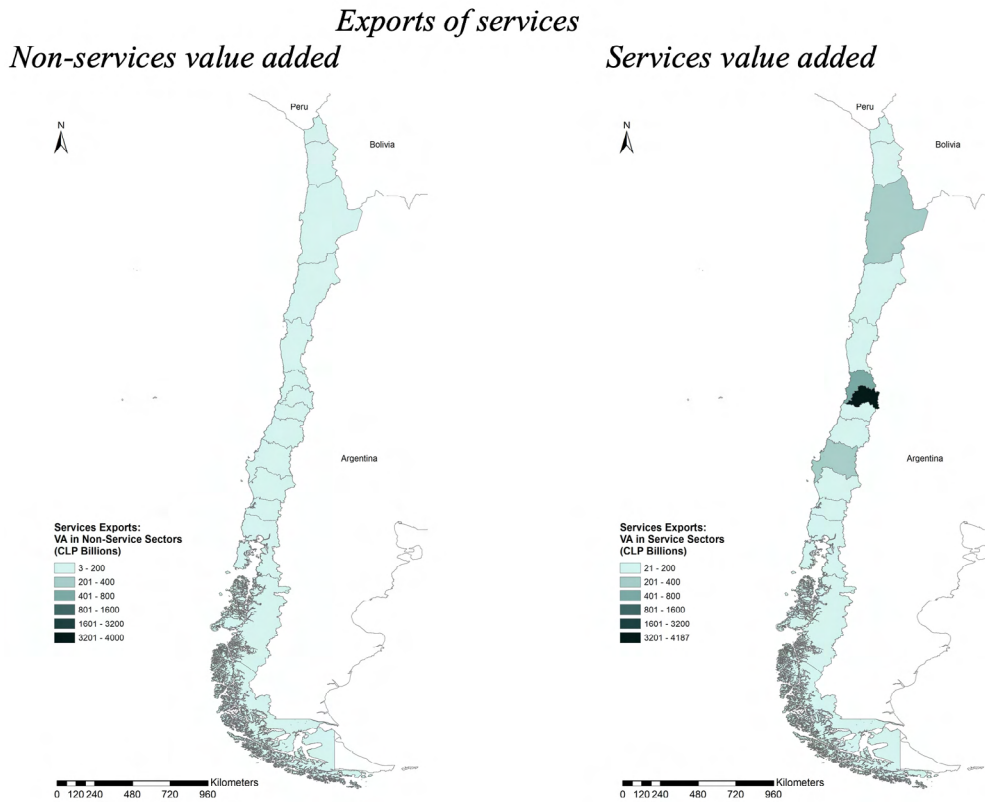 Exports of services
Non-services value added
Services value added
Peru
N
Bolivia
Argentina
Services Exports:
VA in Non-Service Sectors
(CLP Billions)
3 - 200
201 - 400
401 - 800
801 - 1600
1601 - 3200
3201 - 4000
Kilometers
0 120 240 480 720 960
Peru
N
Bolivia
Argentina
Services Exports:
VA in Service Sectors
(CLP Billions)
21 - 200
201 - 400
401 - 800
801 - 1600
1601 - 3200
3201 - 4187
Kilometers
0 120 240 480 720 960